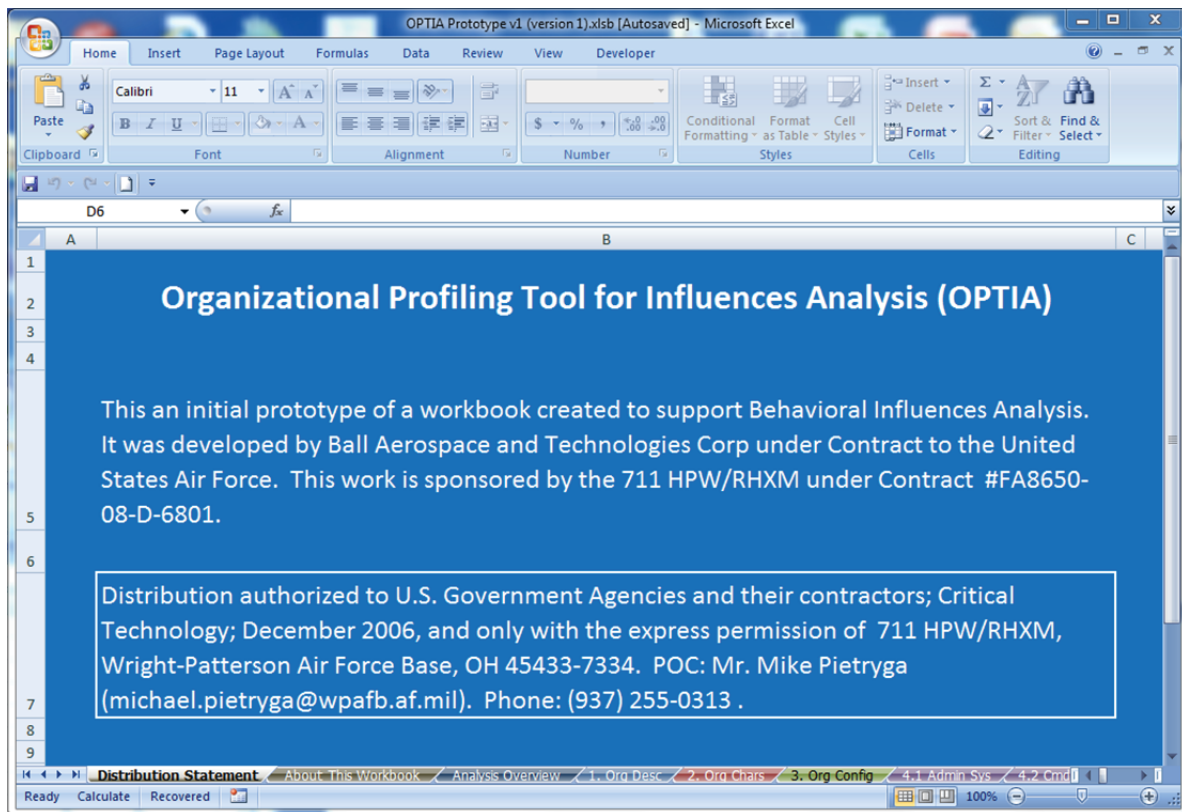 OPTIA Prototype v1 (version 1).xlsb [Autosaved] - Microsoft Excel
Home Insert Page Layout Formulas Data Review View Developer
Calibri 11 A A Insert Σ
Paste B I U A $ % , .0 .00 .00 .0 Conditional Formatting as Table Format Cell Styles Delete Format Sort & Filter Find & Select
Clipboard Font Alignment Number Styles Cells Editing
D6 fx
A B C
1
2 Organizational Profiling Tool for Influences Analysis (OPTIA)
3
4
This an initial prototype of a workbook created to support Behavioral Influences Analysis.
It was developed by Ball Aerospace and Technologies Corp under Contract to the United
States Air Force. This work is sponsored by the 711 HPW/RHXM under Contract #FA8650-
5 08-D-6801.
6
Distribution authorized to U.S. Government Agencies and their contractors; Critical
Technology; December 2006, and only with the express permission of 711 HPW/RHXM,
Wright-Patterson Air Force Base, OH 45433-7334. POC: Mr. Mike Pietryga
7 (michael.pietryga@wpafb.af.mil). Phone: (937) 255-0313 .
8
9
Distribution Statement About This Workbook Analysis Overview 1. Org Desc 2. Org Chars 3. Org Config 4.1 Admin Sys 4.2 Cmd
Ready Calculate Recovered 100%